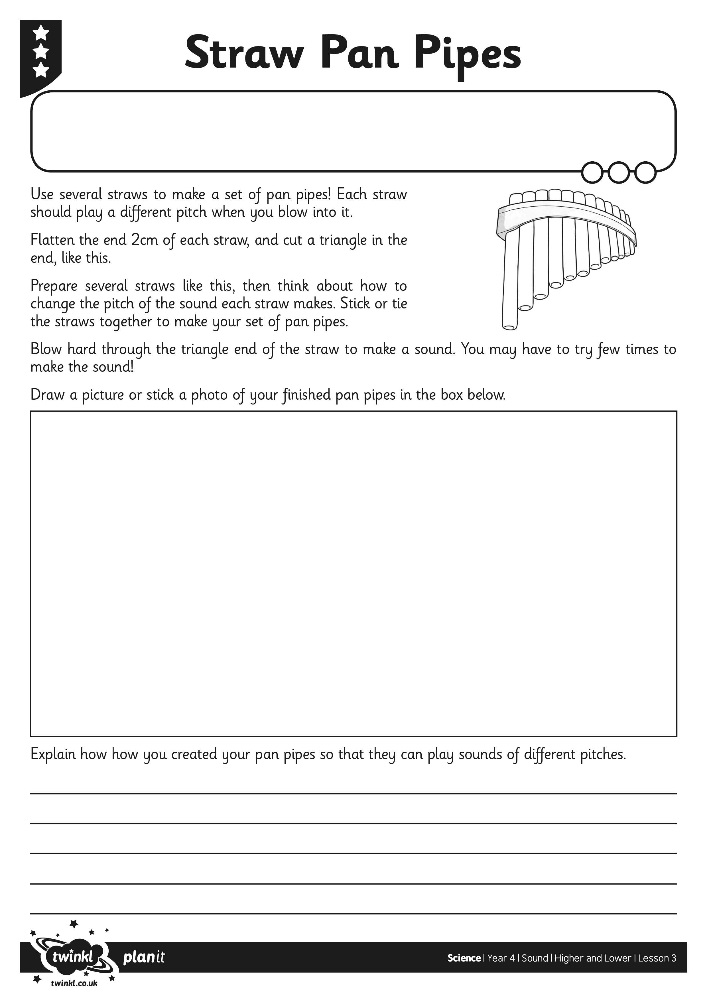 Straw Pan Pipes
Use several straws to make a set of pan pipes! Each straw
should play a different pitch when you blow into it.
Flatten the end 2cm of each straw, and cut a triangle in the
end, like this.
Prepare several straws like this, then think about how to
change the pitch of the sound each straw makes. Stick or tie
the straws together to make your set of pan pipes.
Blow hard through the triangle end of the straw to make a sound. You may have to try few times to
make the sound!
Draw a picture or stick a photo of your finished pan pipes in the box below.
Explain how how you created your pan pipes so that they can play sounds of different pitches.
twinkl planit
twinkl.co.uk
Science | Year 4 | Sound | Higher and Lower | Lesson 3